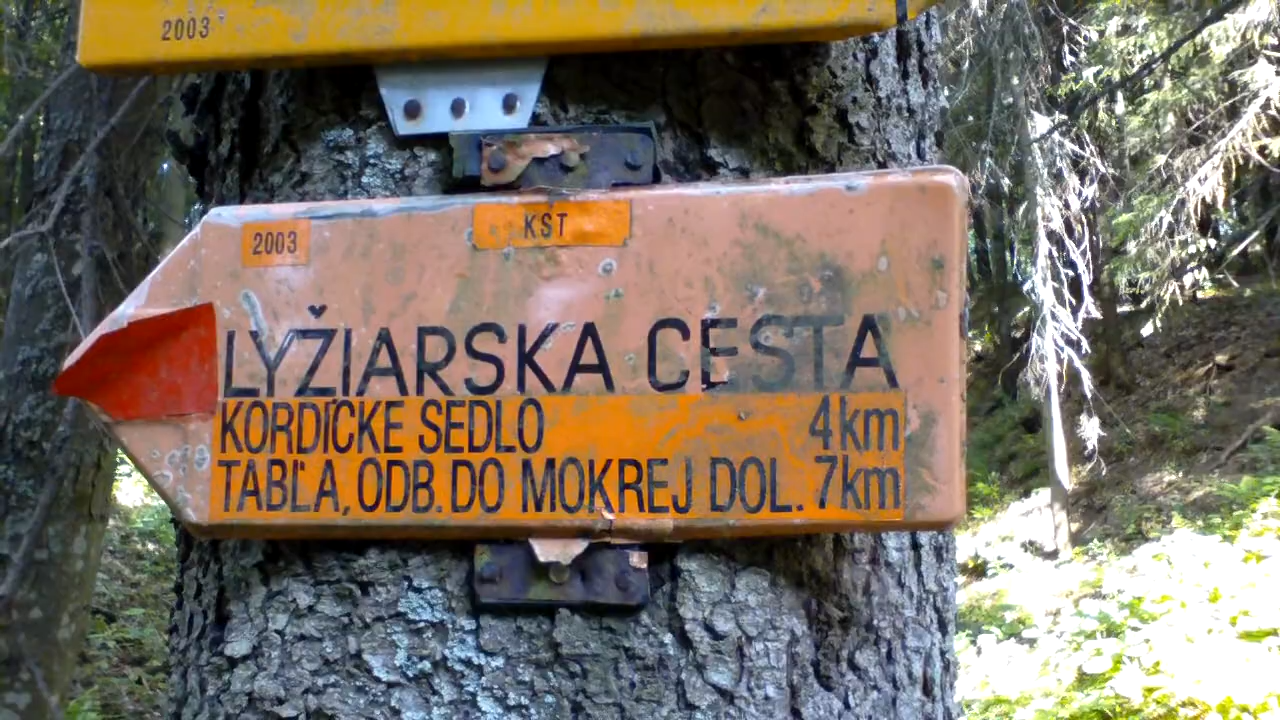 2003
2003
KST
LYŽIARSKA CESTA
KORDÍCKE SEDLO 4km
TABĽA, ODB. DO MOKREJ DOL. 7km